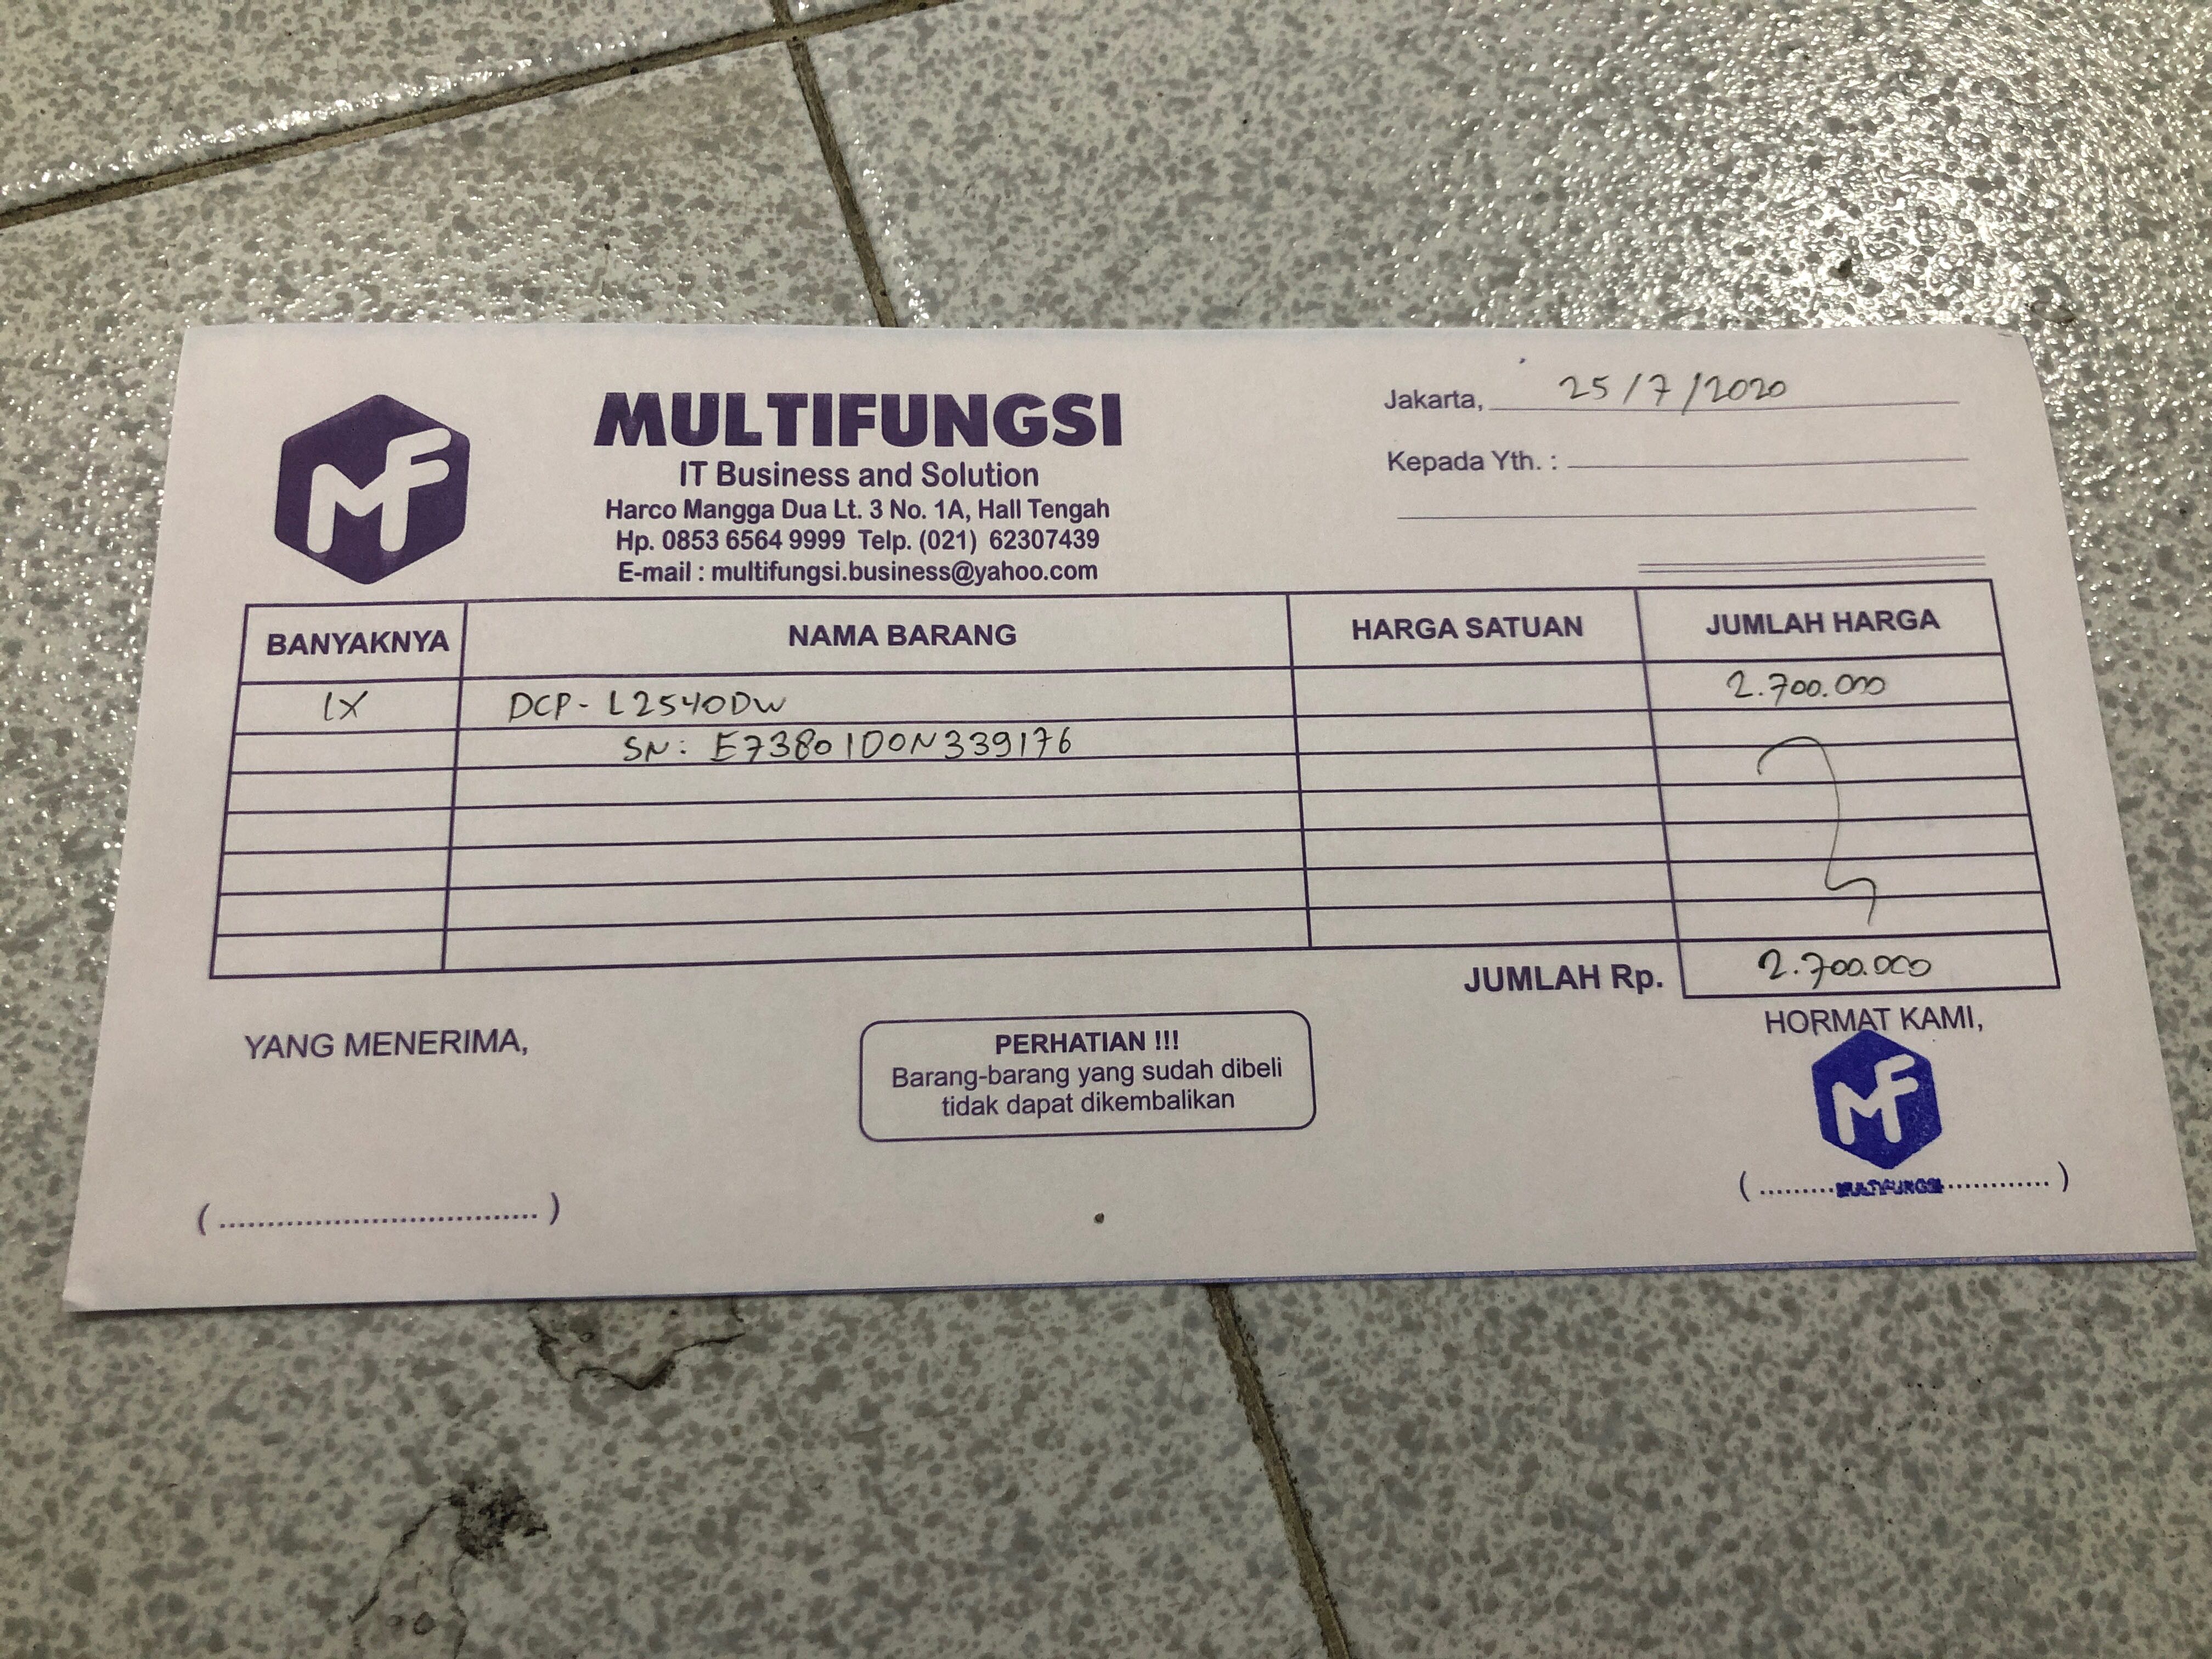 MF
MULTIFUNGSI
IT Business and Solution
Harco Mangga Dua Lt. 3 No. 1A, Hall Tengah
Hp. 0853 6564 9999 Telp. (021) 62307439
E-mail : multifungsi.business@yahoo.com
Jakarta, 25/7/2020
Kepada Yth. :
BANYAKNYA NAMA BARANG HARGA SATUAN JUMLAH HARGA
1X DCP-L2540DW 2.700.000
SN: E73801D0N339176
JUMLAH Rp. 2.700.000
YANG MENERIMA,
PERHATIAN !!!
Barang-barang yang sudah dibeli
tidak dapat dikembalikan
HORMAT KAMI,
MF
(.................................)
(.........MULTIFUNGSI.............)